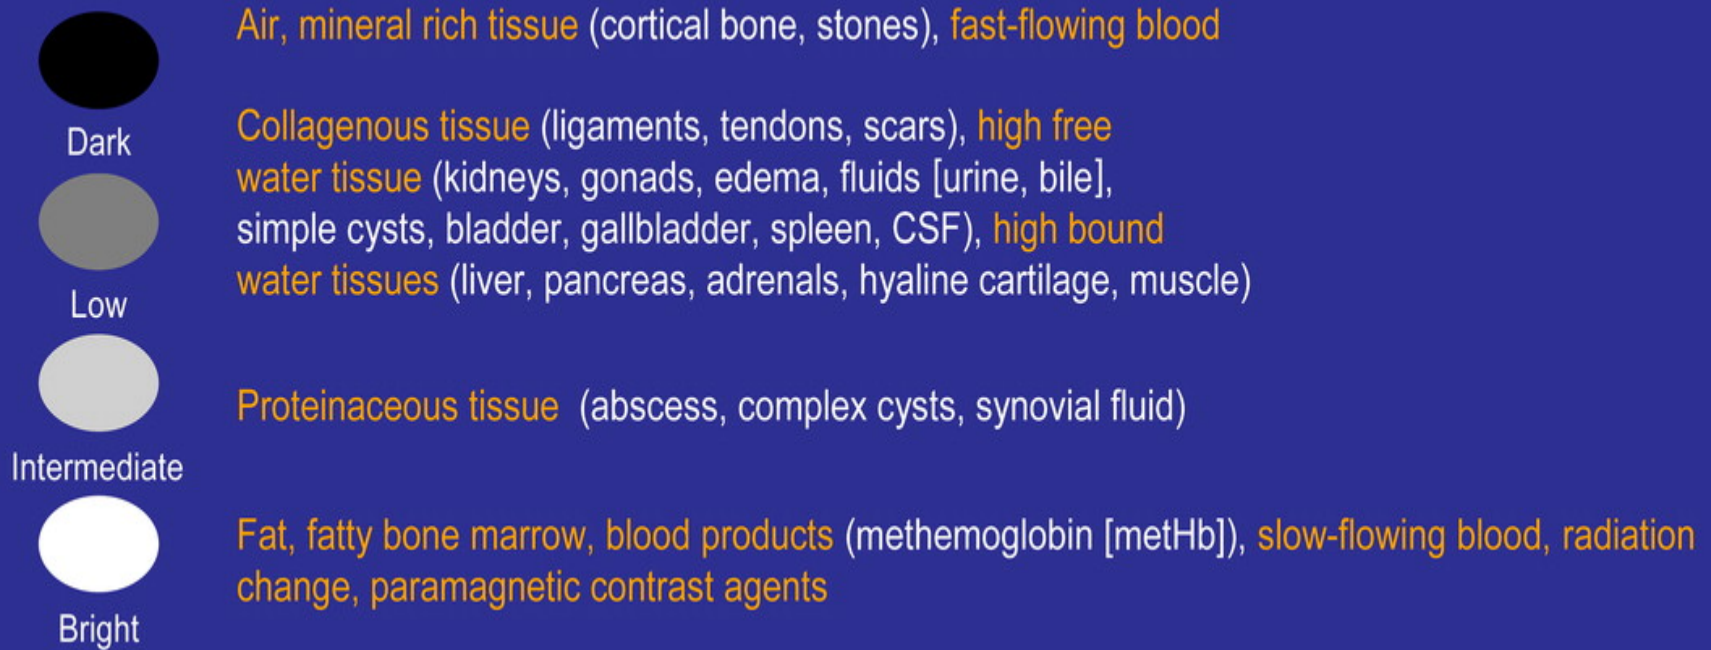 Air, mineral rich tissue (cortical bone, stones), fast-flowing blood
Dark
Collagenous tissue (ligaments, tendons, scars), high free
water tissue (kidneys, gonads, edema, fluids [urine, bile],
simple cysts, bladder, gallbladder, spleen, CSF), high bound
water tissues (liver, pancreas, adrenals, hyaline cartilage, muscle)
Low
Proteinaceous tissue (abscess, complex cysts, synovial fluid)
Intermediate
Fat, fatty bone marrow, blood products (methemoglobin [metHb]), slow-flowing blood, radiation
change, paramagnetic contrast agents
Bright